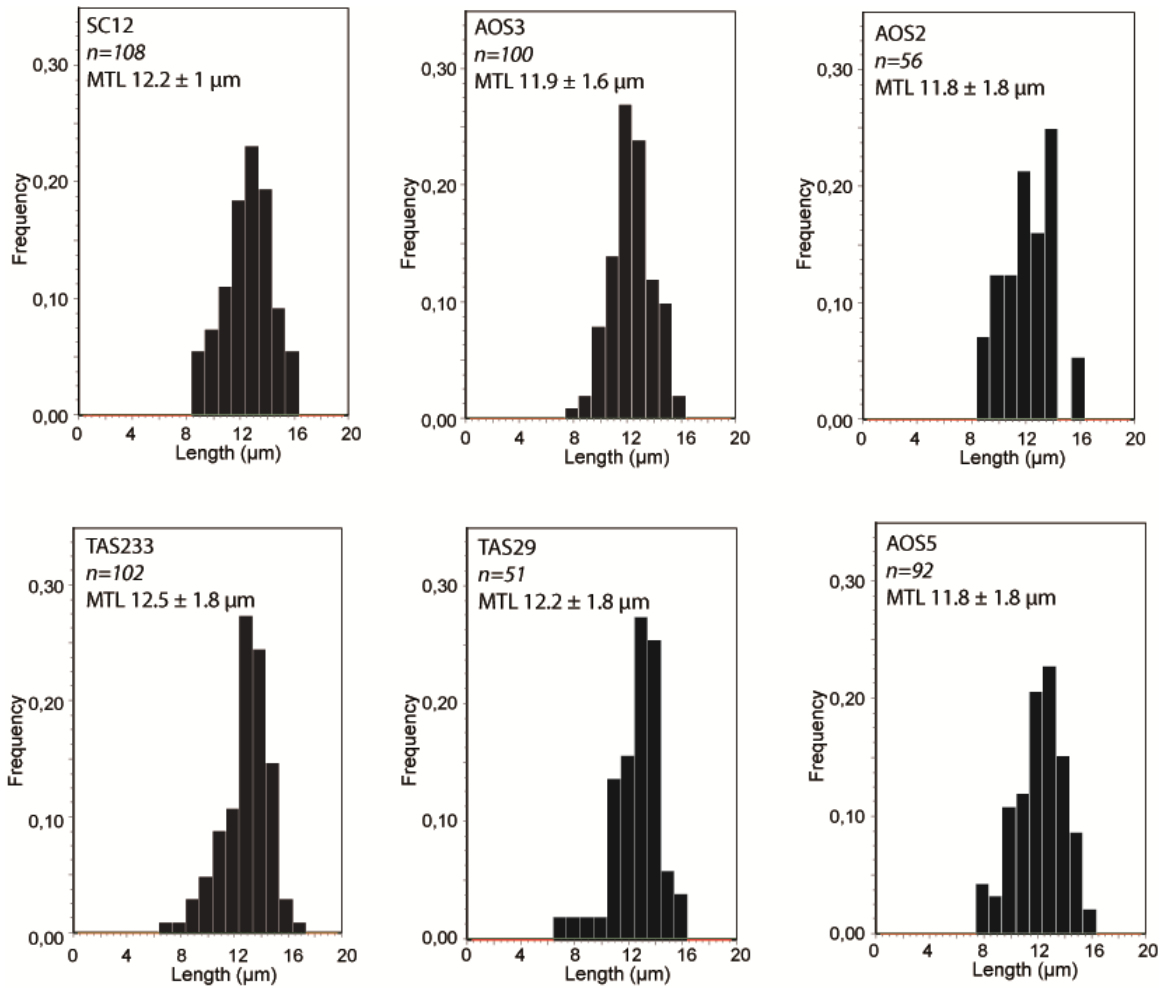 SC12
n=108
MTL 12.2 ± 1 µm
0,30
0,20
0,10
0,00
Frequency
0 4 8 12 16 20
Length (µm)
AOS3
n=100
MTL 11.9 ± 1.6 µm
0,30
0,20
0,10
0,00
Frequency
0 4 8 12 16 20
Length (µm)
AOS2
n=56
MTL 11.8 ± 1.8 µm
0,30
0,20
0,10
0,00
Frequency
0 4 8 12 16 20
Length (µm)
TAS233
n=102
MTL 12.5 ± 1.8 µm
0,30
0,20
0,10
0,00
Frequency
0 4 8 12 16 20
Length (µm)
TAS29
n=51
MTL 12.2 ± 1.8 µm
0,30
0,20
0,10
0,00
Frequency
0 4 8 12 16 20
Length (µm)
AOS5
n=92
MTL 11.8 ± 1.8 µm
0,30
0,20
0,10
0,00
Frequency
0 4 8 12 16 20
Length (µm)